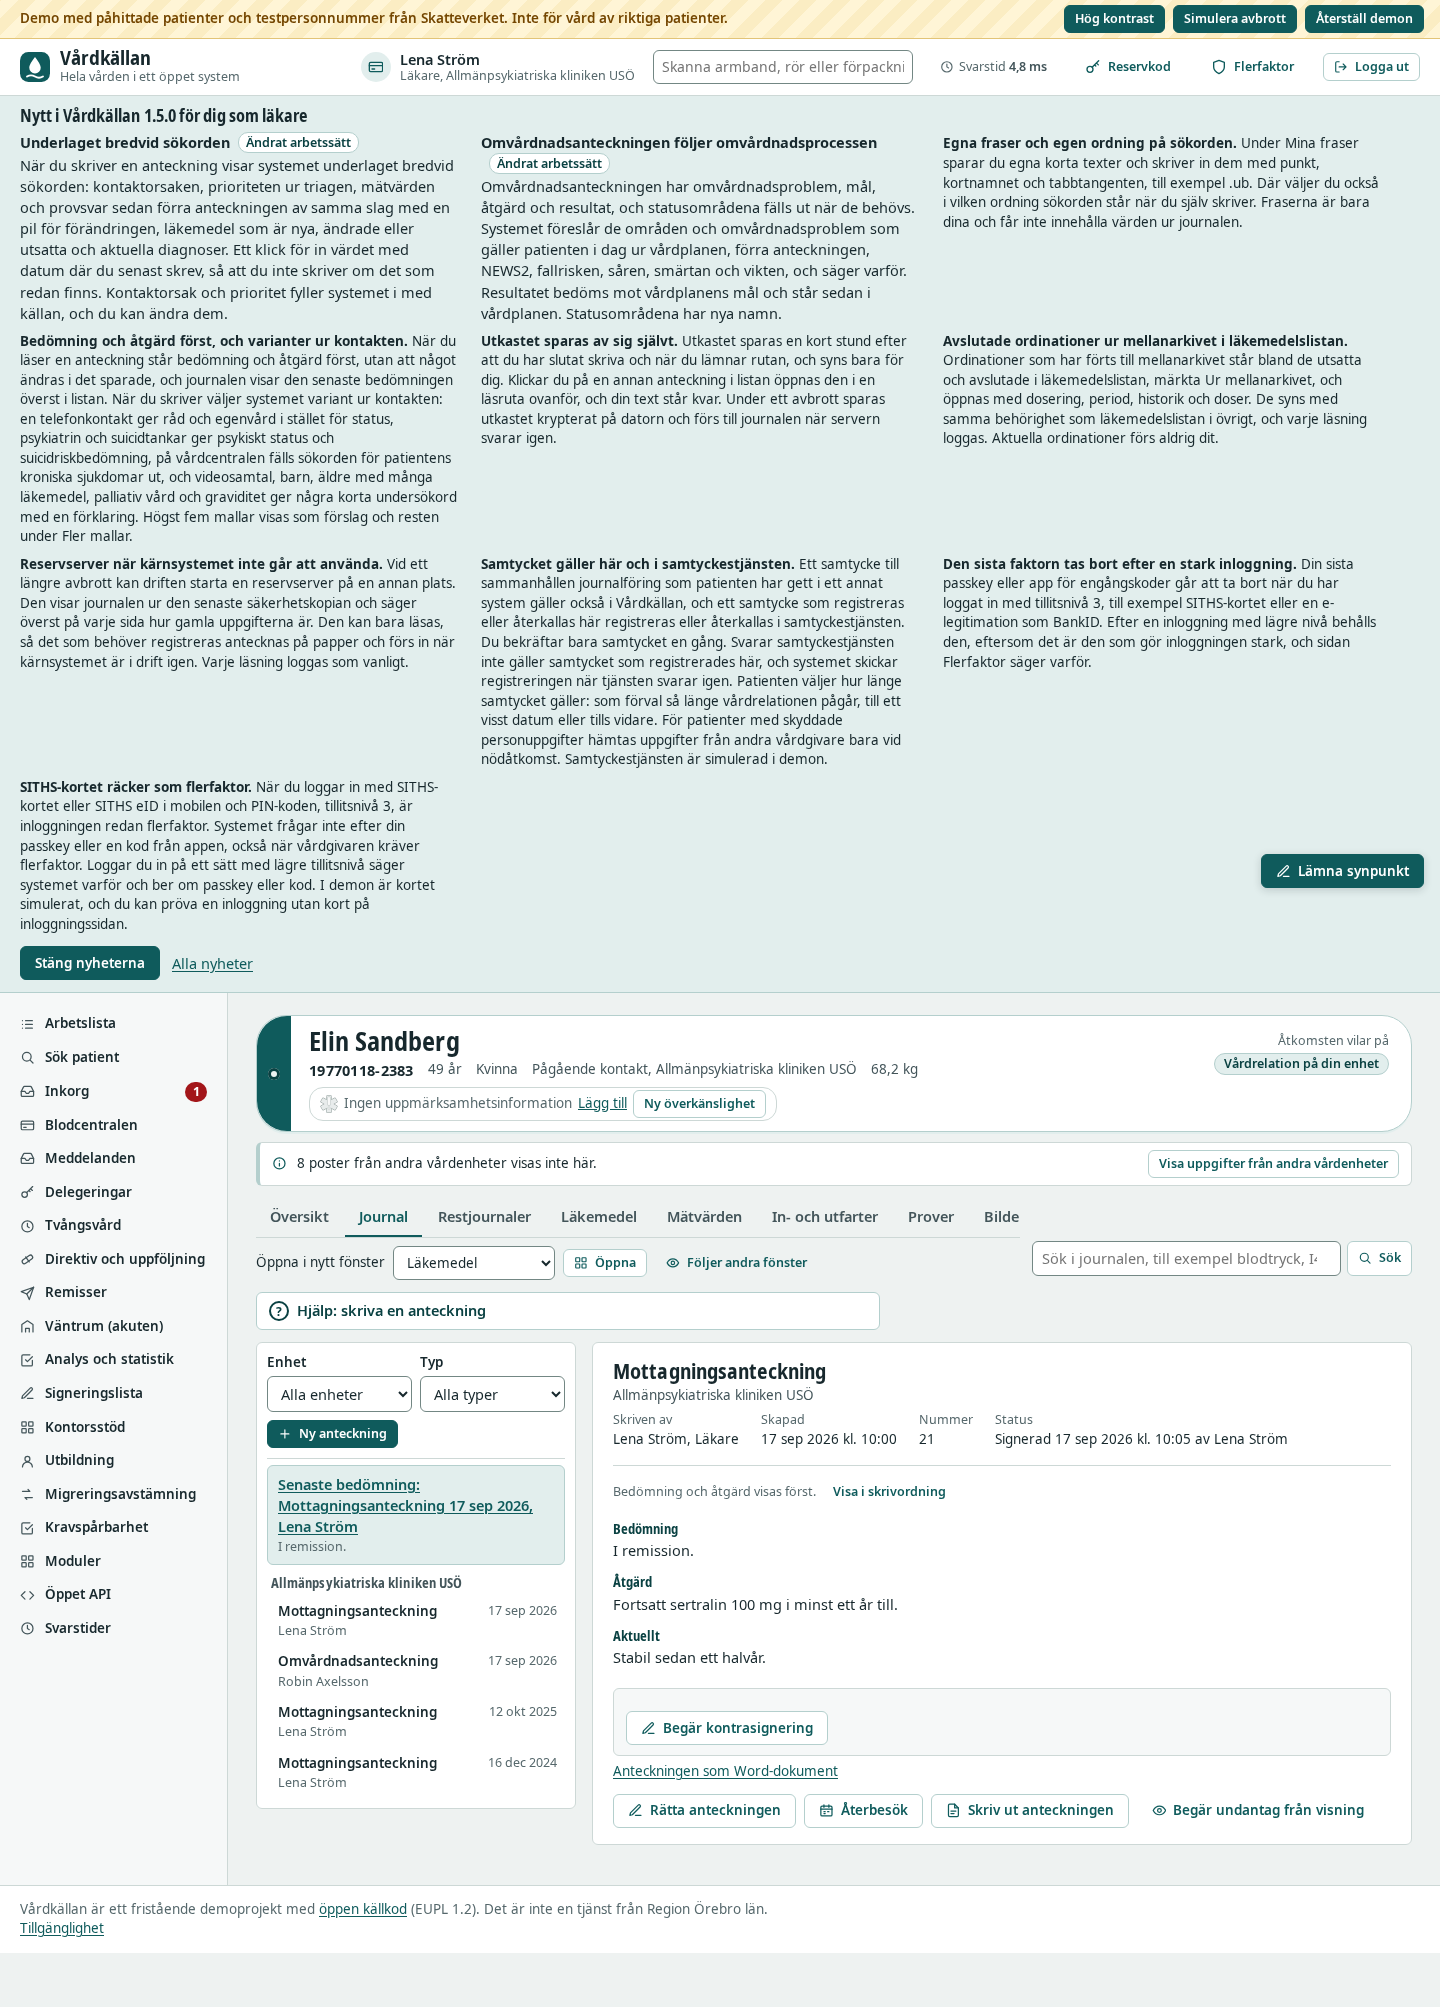 Demo med påhittade patienter och testpersonnummer från Skatteverket. Inte för vård av riktiga patienter.
Hög kontrast
Simulera avbrott
Återställ demon
Vårdkällan
Hela vården i ett öppet system
Lena Ström
Läkare, Allmänpsykiatriska kliniken USÖ
Skanna armband, rör eller förpackni
Svarstid 4,8 ms
Reservkod
Flerfaktor
Logga ut
Nytt i Vårdkällan 1.5.0 för dig som läkare
Underlaget bredvid sökorden Ändrat arbetssätt
När du skriver en anteckning visar systemet underlaget bredvid
sökorden: kontaktorsaken, prioriteten ur triagen, mätvärden
och provsvar sedan förra anteckningen av samma slag med en
pil för förändringen, läkemedel som är nya, ändrade eller
utsatta och aktuella diagnoser. Ett klick för in värdet med
datum där du senast skrev, så att du inte skriver om det som
redan finns. Kontaktorsak och prioritet fyller systemet i med
källan, och du kan ändra dem.
Omvårdnadsanteckningen följer omvårdnadsprocessen
Ändrat arbetssätt
Omvårdnadsanteckningen har omvårdnadsproblem, mål,
åtgärd och resultat, och statusområdena fälls ut när de behövs.
Systemet föreslår de områden och omvårdnadsproblem som
gäller patienten i dag ur vårdplanen, förra anteckningen,
NEWS2, fallrisken, såren, smärtan och vikten, och säger varför.
Resultatet bedöms mot vårdplanens mål och står sedan i
vårdplanen. Statusområdena har nya namn.
Egna fraser och egen ordning på sökorden. Under Mina fraser
sparar du egna korta texter och skriver in dem med punkt,
kortnamnet och tabbtangenten, till exempel .ub. Där väljer du också
i vilken ordning sökorden står när du själv skriver. Fraserna är bara
dina och får inte innehålla värden ur journalen.
Bedömning och åtgärd först, och varianter ur kontakten. När du
läser en anteckning står bedömning och åtgärd först, utan att något
ändras i det sparade, och journalen visar den senaste bedömningen
överst i listan. När du skriver väljer systemet variant ur kontakten:
en telefonkontakt ger råd och egenvård i stället för status,
psykiatrin och suicidtankar ger psykiskt status och
suicidriskbedömning, på vårdcentralen fälls sökorden för patientens
kroniska sjukdomar ut, och videosamtal, barn, äldre med många
läkemedel, palliativ vård och graviditet ger några korta undersökord
med en förklaring. Högst fem mallar visas som förslag och resten
under Fler mallar.
Utkastet sparas av sig självt. Utkastet sparas en kort stund efter
att du har slutat skriva och när du lämnar rutan, och syns bara för
dig. Klickar du på en annan anteckning i listan öppnas den i en
läsruta ovanför, och din text står kvar. Under ett avbrott sparas
utkastet krypterat på datorn och förs till journalen när servern
svarar igen.
Avslutade ordinationer ur mellanarkivet i läkemedelslistan.
Ordinationer som har förts till mellanarkivet står bland de utsatta
och avslutade i läkemedelslistan, märkta Ur mellanarkivet, och
öppnas med dosering, period, historik och doser. De syns med
samma behörighet som läkemedelslistan i övrigt, och varje läsning
loggas. Aktuella ordinationer förs aldrig dit.
Reservserver när kärnsystemet inte går att använda. Vid ett
längre avbrott kan driften starta en reservserver på en annan plats.
Den visar journalen ur den senaste säkerhetskopian och säger
överst på varje sida hur gamla uppgifterna är. Den kan bara läsas,
så det som behöver registreras antecknas på papper och förs in när
kärnsystemet är i drift igen. Varje läsning loggas som vanligt.
Samtycket gäller här och i samtyckestjänsten. Ett samtycke till
sammanhållen journalföring som patienten har gett i ett annat
system gäller också i Vårdkällan, och ett samtycke som registreras
eller återkallas här registreras eller återkallas i samtyckestjänsten.
Du bekräftar bara samtycket en gång. Svarar samtyckestjänsten
inte gäller samtycket som registrerades här, och systemet skickar
registreringen när tjänsten svarar igen. Patienten väljer hur länge
samtycket gäller: som förval så länge vårdrelationen pågår, till ett
visst datum eller tills vidare. För patienter med skyddade
personuppgifter hämtas uppgifter från andra vårdgivare bara vid
nödåtkomst. Samtyckestjänsten är simulerad i demon.
Den sista faktorn tas bort efter en stark inloggning. Din sista
passkey eller app för engångskoder går att ta bort när du har
loggat in med tillitsnivå 3, till exempel SITHS-kortet eller en e-
legitimation som BankID. Efter en inloggning med lägre nivå behålls
den, eftersom det är den som gör inloggningen stark, och sidan
Flerfaktor säger varför.
SITHS-kortet räcker som flerfaktor. När du loggar in med SITHS-
kortet eller SITHS eID i mobilen och PIN-koden, tillitsnivå 3, är
inloggningen redan flerfaktor. Systemet frågar inte efter din
passkey eller en kod från appen, också när vårdgivaren kräver
flerfaktor. Loggar du in på ett sätt med lägre tillitsnivå säger
systemet varför och ber om passkey eller kod. I demon är kortet
simulerat, och du kan pröva en inloggning utan kort på
inloggningssidan.
Lämna synpunkt
Stäng nyheterna
Alla nyheter
Arbetslista
Sök patient
Inkorg 1
Blodcentralen
Meddelanden
Delegeringar
Tvångsvård
Direktiv och uppföljning
Remisser
Väntrum (akuten)
Analys och statistik
Signeringslista
Kontorsstöd
Utbildning
Migreringsavstämning
Kravspårbarhet
Moduler
Öppet API
Svarstider
Elin Sandberg
19770118-2383 49 år Kvinna Pågående kontakt, Allmänpsykiatriska kliniken USÖ 68,2 kg
Ingen uppmärksamhetsinformation Lägg till Ny överkänslighet
Åtkomsten vilar på
Vårdrelation på din enhet
8 poster från andra vårdenheter visas inte här.
Visa uppgifter från andra vårdenheter
Översikt Journal Restjournaler Läkemedel Mätvärden In- och utfarter Prover Bilde
Öppna i nytt fönster Läkemedel Öppna Följer andra fönster
Sök i journalen, till exempel blodtryck, I4
Sök
? Hjälp: skriva en anteckning
Enhet Typ
Alla enheter Alla typer
Ny anteckning
Senaste bedömning:
Mottagningsanteckning 17 sep 2026,
Lena Ström
I remission.
Allmänpsykiatriska kliniken USÖ
Mottagningsanteckning 17 sep 2026
Lena Ström
Omvårdnadsanteckning 17 sep 2026
Robin Axelsson
Mottagningsanteckning 12 okt 2025
Lena Ström
Mottagningsanteckning 16 dec 2024
Lena Ström
Mottagningsanteckning
Allmänpsykiatriska kliniken USÖ
Skriven av Skapad Nummer Status
Lena Ström, Läkare 17 sep 2026 kl. 10:00 21 Signerad 17 sep 2026 kl. 10:05 av Lena Ström
Bedömning och åtgärd visas först. Visa i skrivordning
Bedömning
I remission.
Åtgärd
Fortsatt sertralin 100 mg i minst ett år till.
Aktuellt
Stabil sedan ett halvår.
Begär kontrasignering
Anteckningen som Word-dokument
Rätta anteckningen Återbesök Skriv ut anteckningen Begär undantag från visning
Vårdkällan är ett fristående demoprojekt med öppen källkod (EUPL 1.2). Det är inte en tjänst från Region Örebro län.
Tillgänglighet